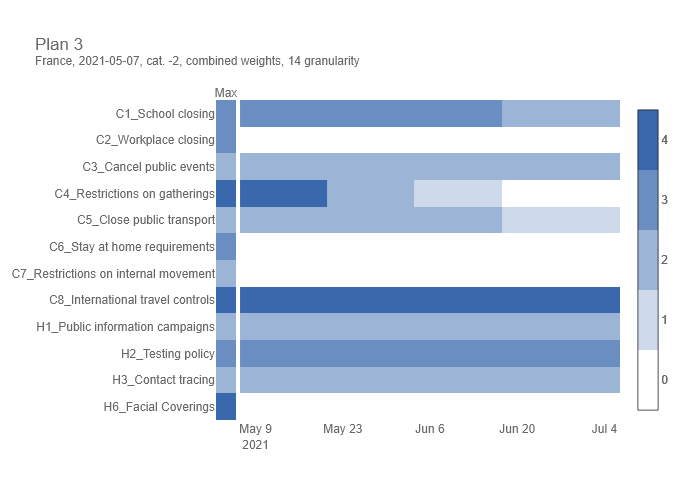 Plan 3
France, 2021-05-07, cat. -2, combined weights, 14 granularity
Max
C1_School closing
C2_Workplace closing
C3_Cancel public events
C4_Restrictions on gatherings
C5_Close public transport
C6_Stay at home requirements
C7_Restrictions on internal movement
C8_International travel controls
H1_Public information campaigns
H2_Testing policy
H3_Contact tracing
H6_Facial Coverings
May 9 May 23 Jun 6 Jun 20 Jul 4
2021
4
3
2
1
0